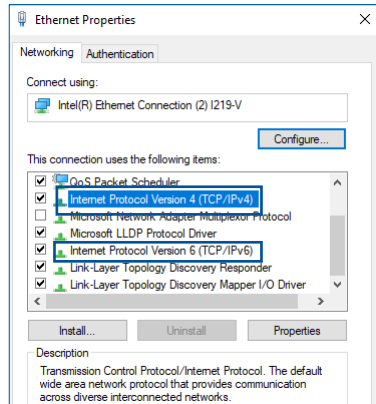 Ethernet Properties
Networking
Authentication
Connect using:
Intel(R) Ethernet Connection (2) I219-V
Configure...
This connection uses the following items:
QoS Packet Scheduler
Internet Protocol Version 4 (TCP/IPv4)
Microsoft Network Adapter Multiplexor Protocol
Microsoft LLDP Protocol Driver
Internet Protocol Version 6 (TCP/IPv6)
Link-Layer Topology Discovery Responder
Link-Layer Topology Discovery Mapper I/O Driver
Install...
Uninstall
Properties
Description
Transmission Control Protocol/Internet Protocol. The default
wide area network protocol that provides communication
across diverse interconnected networks.